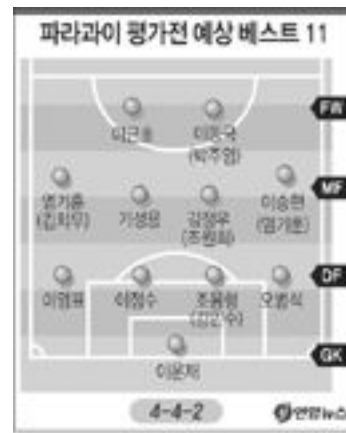 파라과이 평가전 예상 베스트 11
FW
이근호 이동국
(박주영)
MF
염기훈 기성용 김정우 이승현
(김치우) (조원희) (염기훈)
DF
이영표 이정수 조용형 오범석
GK
이운재
4-4-2
연합뉴스